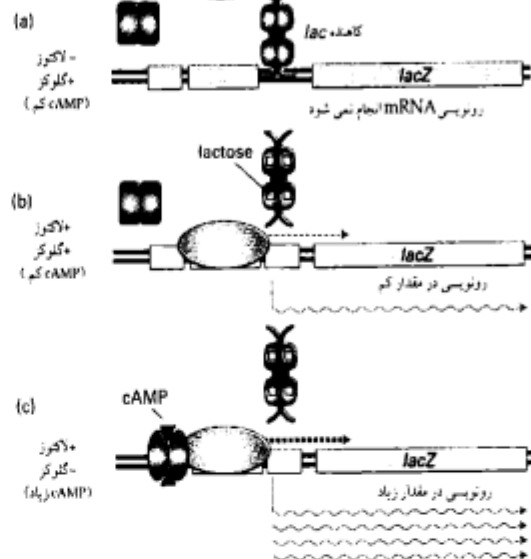 (a)
کاهنده lac
- لاکتوز
+ گلوکز
(cAMP کم)
lacZ
رونویسی mRNA انجام نمی شود
lactose
(b)
+لاکتوز
+گلوکز
(cAMP کم)
lacZ
رونویسی در مقدار کم
cAMP
(c)
+لاکتوز
-گلوکز
(cAMP زیاد)
lacZ
رونویسی در مقدار زیاد